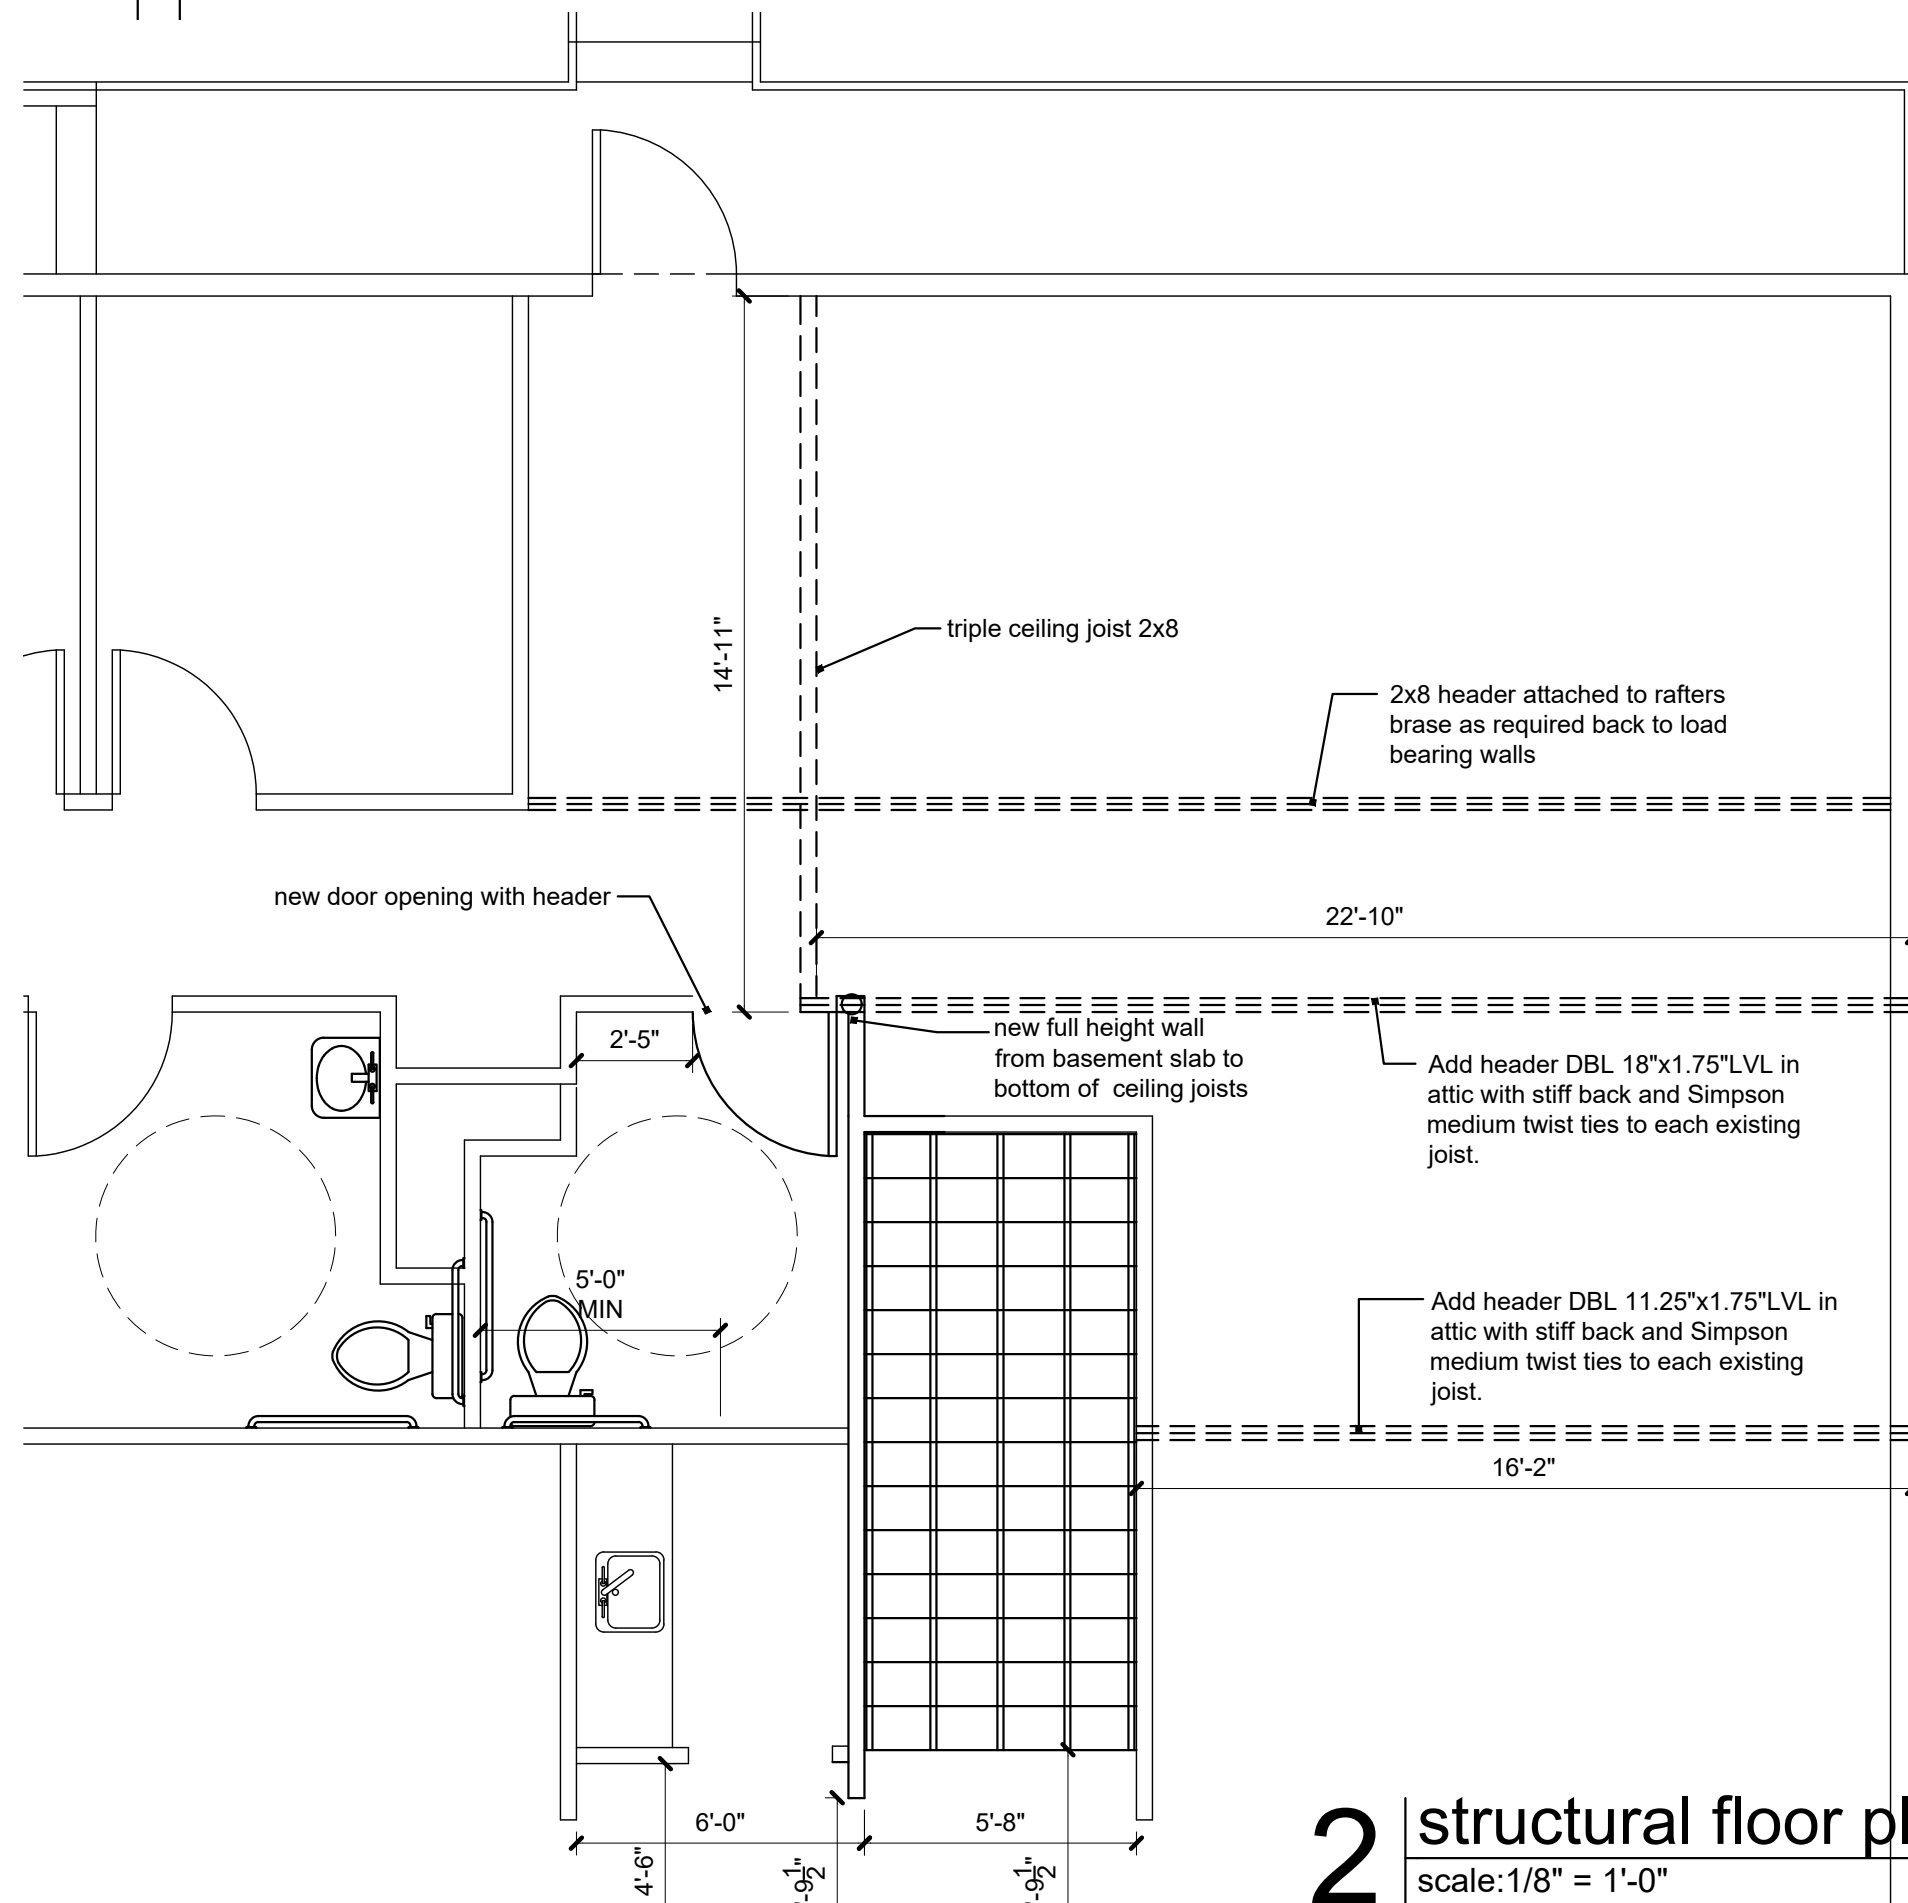 14'-11"
triple ceiling joist 2x8
2x8 header attached to rafters
brase as required back to load
bearing walls
new door opening with header
22'-10"
2'-5"
new full height wall
from basement slab to
bottom of ceiling joists
Add header DBL 18"x1.75"LVL in
attic with stiff back and Simpson
medium twist ties to each existing
joist.
5'-0"
MIN
Add header DBL 11.25"x1.75"LVL in
attic with stiff back and Simpson
medium twist ties to each existing
joist.
16'-2"
6'-0"
5'-8"
4'-6"
2
structural floor
scale:1/8" = 1'-0"